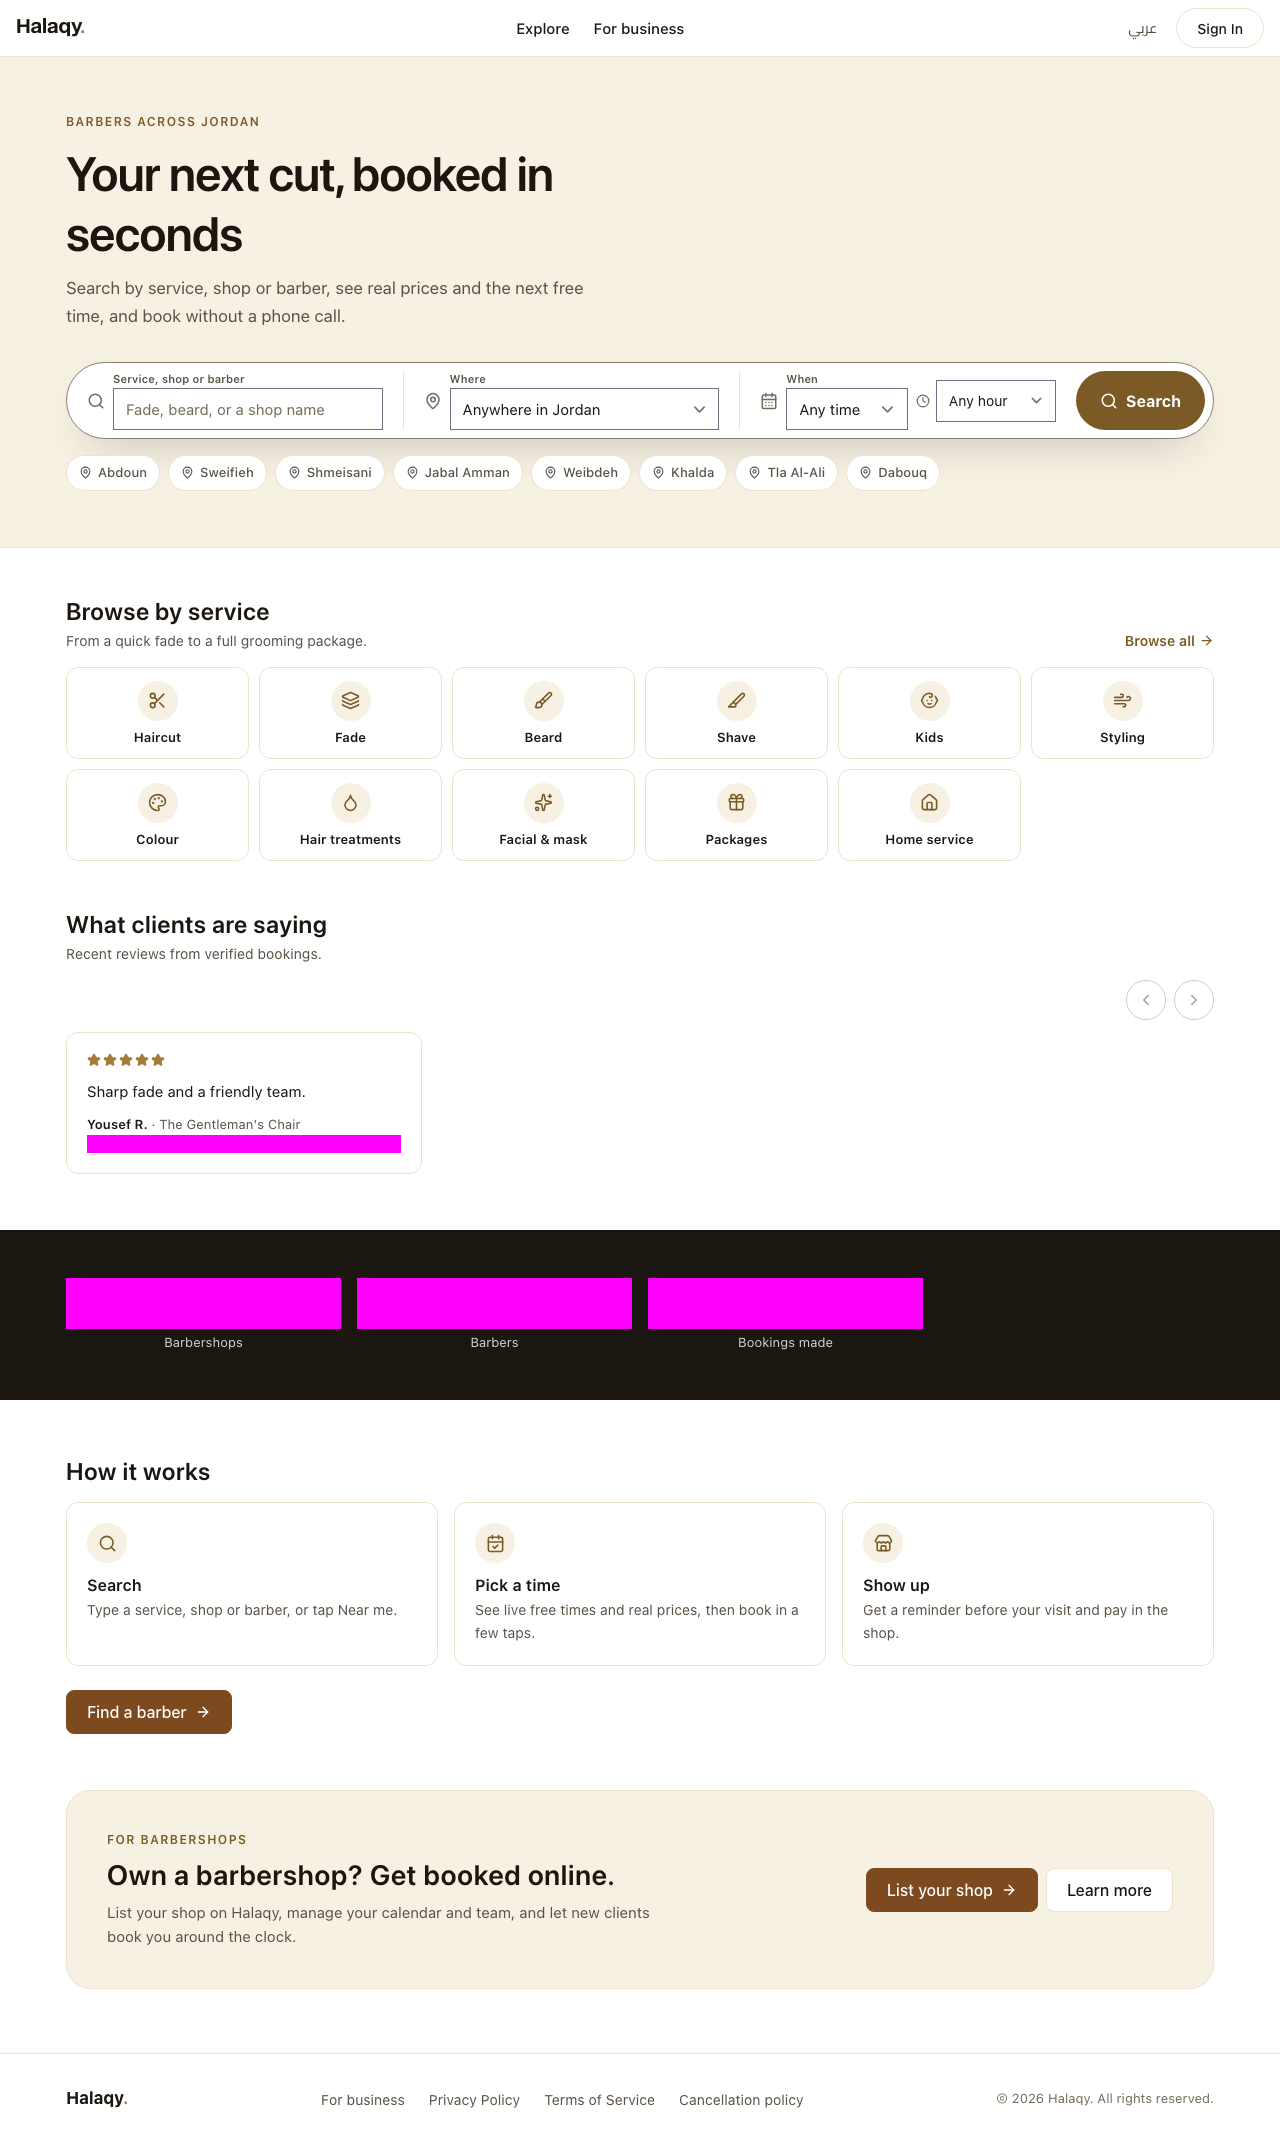 Halaqy.
Explore
For business
عربي
Sign In
BARBERS ACROSS JORDAN
Your next cut, booked in
seconds
Search by service, shop or barber, see real prices and the next free
time, and book without a phone call.
Service, shop or barber
Fade, beard, or a shop name
Where
Anywhere in Jordan
When
Any time
Any hour
Search
Abdoun
Sweifieh
Shmeisani
Jabal Amman
Weibdeh
Khalda
Tla Al-Ali
Dabouq
Browse by service
From a quick fade to a full grooming package.
Browse all
Haircut
Fade
Beard
Shave
Kids
Styling
Colour
Hair treatments
Facial & mask
Packages
Home service
What clients are saying
Recent reviews from verified bookings.
Sharp fade and a friendly team.
Yousef R. · The Gentleman's Chair
Barbershops
Barbers
Bookings made
How it works
Search
Type a service, shop or barber, or tap Near me.
Pick a time
See live free times and real prices, then book in a
few taps.
Show up
Get a reminder before your visit and pay in the
shop.
Find a barber
FOR BARBERSHOPS
Own a barbershop? Get booked online.
List your shop on Halaqy, manage your calendar and team, and let new clients
book you around the clock.
List your shop
Learn more
Halaqy.
For business
Privacy Policy
Terms of Service
Cancellation policy
© 2026 Halaqy. All rights reserved.